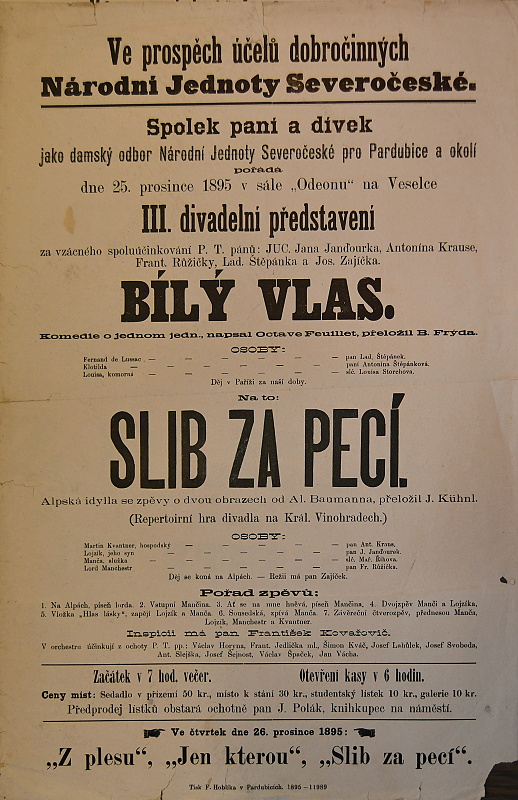 Ve prospěch účelů dobročinných
Národní Jednoty Severočeské.
Spolek paní a dívek
jako damský odbor Národní Jednoty Severočeské pro Pardubice a okolí
pořádá
dne 25. prosince 1895 v sále „Odeonu“ na Veselce
III. divadelní představení
za vzácného spoluúčinkování P. T. pánů: JUC. Jana Janďourka, Antonína Krause,
Frant. Růžičky, Lad. Štěpánka a Jos. Zajíčka.
BÍLÝ VLAS.
Komedie o jednom jedn., napsal Octave Feuillet, přeložil B. Frýda.
OSOBY:
Fernand de Lussac — — — — — — pan Lad. Štěpánek.
Klotilda — — — — — — — paní Antonína Štěpánková.
Louisa, komorná — — — — — — slč. Louisa Storchova.
Děj v Paříži za naší doby.
Na to:
SLIB ZA PECÍ.
Alpská idylla se zpěvy o dvou obrazech od Al. Baumanna, přeložil J. Kühnl.
(Repertoirní hra divadla na Král. Vinohradech.)
OSOBY:
Martin Kvantner, hospodský — — — — — pan Ant. Kraus.
Lojzík, jeho syn — — — — — — pan J. Janďourek.
Manča, služka — — — — — — slč. Mař. Říhova.
Lord Manchestr — — — — — — pan Fr. Růžička.
Děj se koná na Alpách. — Režii má pan Zajíček.
Pořad zpěvů:
1. Na Alpách, píseň lorda. 2. Vstupní Mančina. 3. Ať se na mne hněvá, píseň Mančina. 4. Dvojzpěv Manči a Lojzíka.
5. Vložka „Hlas lásky“, zapějí Lojzík a Manča. 6. Sousedská, zpívá Manča. 7. Závěreční čtverozpěv, přednesou Manča,
Lojzík, Manchestr a Kvantner.
Inspicii má pan František Kovařovič.
V orchestru účinkují z ochoty P. T. pp.: Václav Horyna, Frant. Jedlička ml., Šimon Kváč, Josef Lahůlek, Josef Svoboda,
Ant. Slejška, Josef Šejnost, Václav Špaček, Jan Vácha.
Začátek v 7 hod. večer. Otevření kasy v 6 hodin.
Ceny míst: Sedadlo v přízemí 50 kr., místo k stání 30 kr., studentský lístek 10 kr., galerie 10 kr.
Předprodej lístků obstará ochotně pan J. Polák, knihkupec na náměstí.
Ve čtvrtek dne 26. prosince 1895:
„Z plesu“, „Jen kterou“, „Slib za pecí“.
Tisk F. Hoblíka v Pardubicích. 1895 —11989